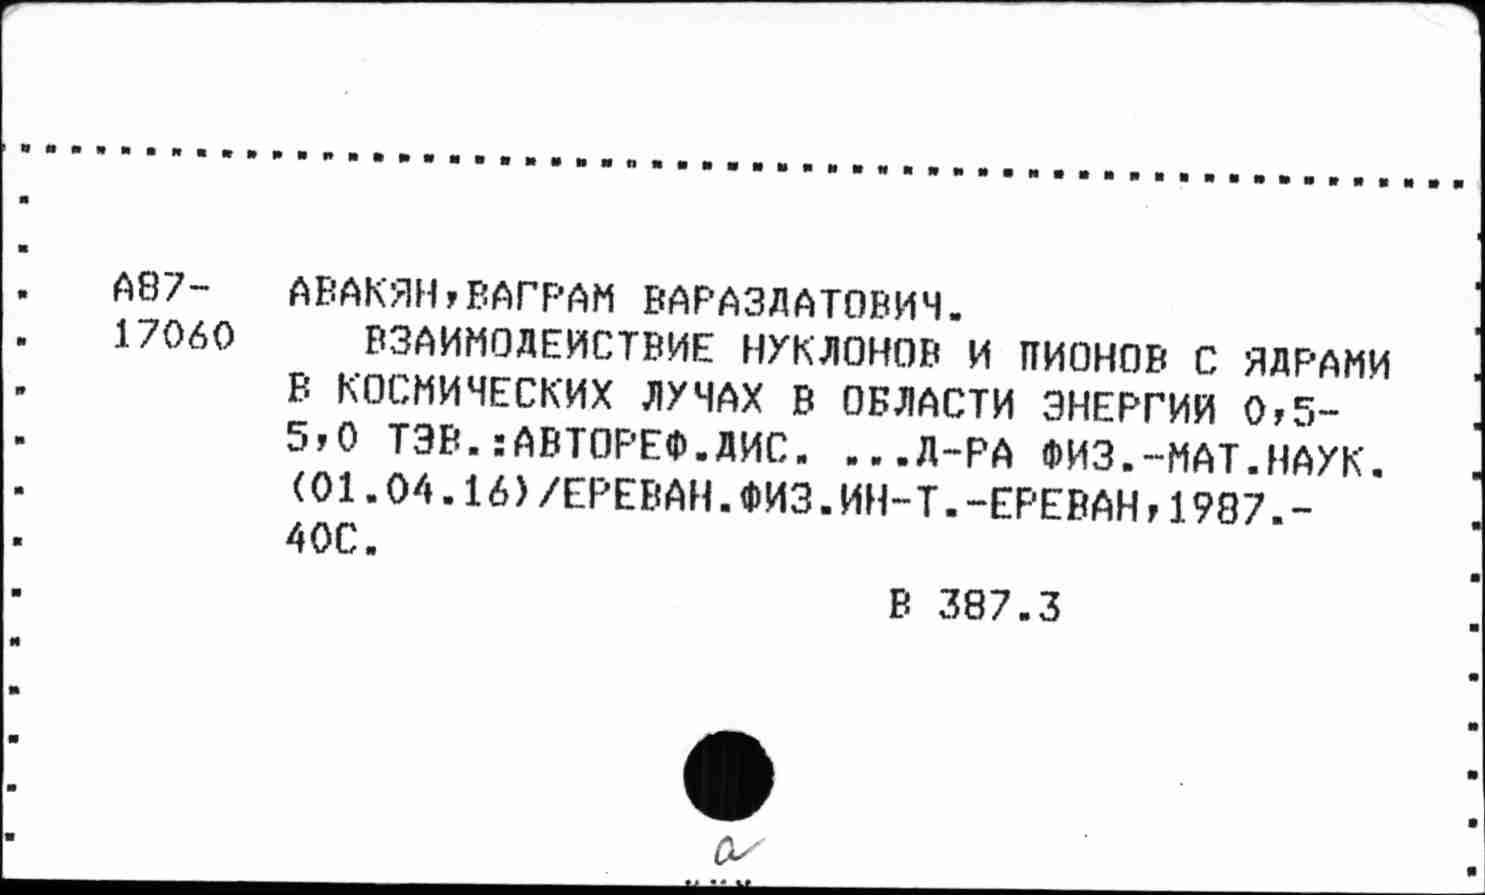 А87-
17060
АВАКЯН,ВАГРАМ ВАРАЗДАТОВИЧ.
ВЗАИМОДЕЙСТВИЕ НУКЛОНОВ И ПИОНОВ С ЯДРАМИ
В КОСМИЧЕСКИХ ЛУЧАХ В ОБЛАСТИ ЭНЕРГИЙ 0,5-
5,0 ТЭВ.:АВТОРЕФ.ДИС. ...Д-РА ФИЗ.-МАТ.НАУК.
(01.04.16)/ЕРЕВАН.ФИЗ.ИН-Т.-ЕРЕВАН,1987.-
40С.
В 387.3
а